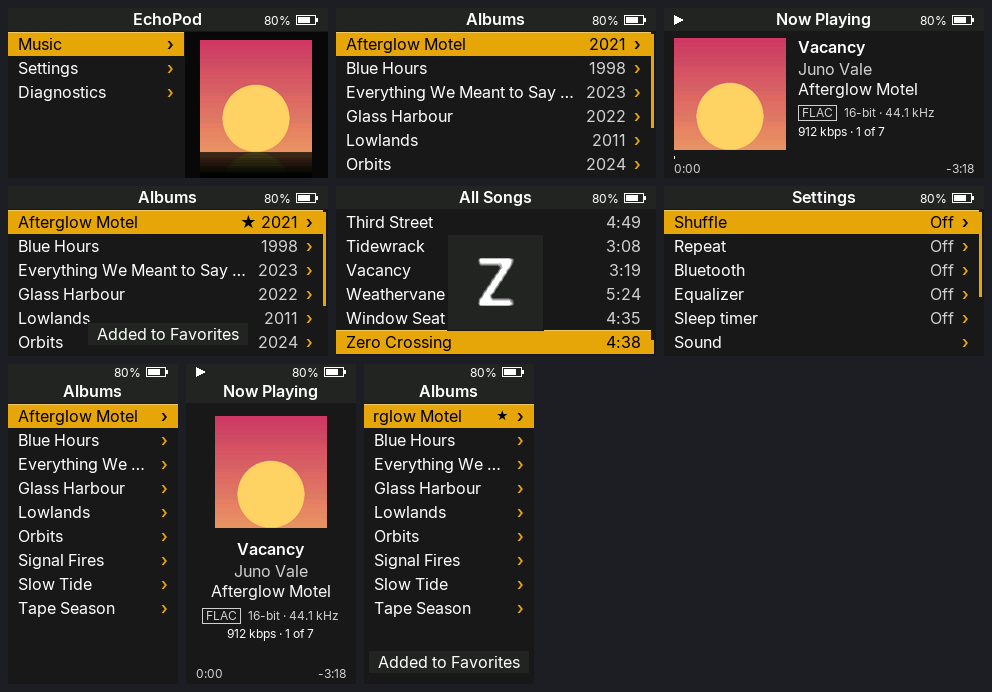 EchoPod 80%
Music ›
Settings ›
Diagnostics ›
Albums 80%
Afterglow Motel 2021 ›
Blue Hours 1998 ›
Everything We Meant to Say ... 2023 ›
Glass Harbour 2022 ›
Lowlands 2011 ›
Orbits 2024 ›
Now Playing 80%
Vacancy
Juno Vale
Afterglow Motel
FLAC 16-bit · 44.1 kHz
912 kbps · 1 of 7
0:00 -3:18
Albums 80%
Afterglow Motel ★ 2021 ›
Blue Hours 1998 ›
Everything We Meant to Say ... 2023 ›
Glass Harbour 2022 ›
Lowlands 2011 ›
Added to Favorites
Orbits 2024 ›
All Songs 80%
Third Street 4:49
Tidewrack 3:08
Vacancy 3:19
Z
Weathervane 5:24
Window Seat 4:35
Zero Crossing 4:38
Settings 80%
Shuffle Off ›
Repeat Off ›
Bluetooth Off ›
Equalizer Off ›
Sleep timer Off ›
Sound ›
80%
Albums
Afterglow Motel ›
Blue Hours ›
Everything We ... ›
Glass Harbour ›
Lowlands ›
Orbits ›
Signal Fires ›
Slow Tide ›
Tape Season ›
80%
Now Playing
Vacancy
Juno Vale
Afterglow Motel
FLAC 16-bit · 44.1 kHz
912 kbps · 1 of 7
0:00 -3:18
80%
Albums
rglow Motel ★ ›
Blue Hours ›
Everything We ... ›
Glass Harbour ›
Lowlands ›
Orbits ›
Signal Fires ›
Slow Tide ›
Tape Season ›
Added to Favorites